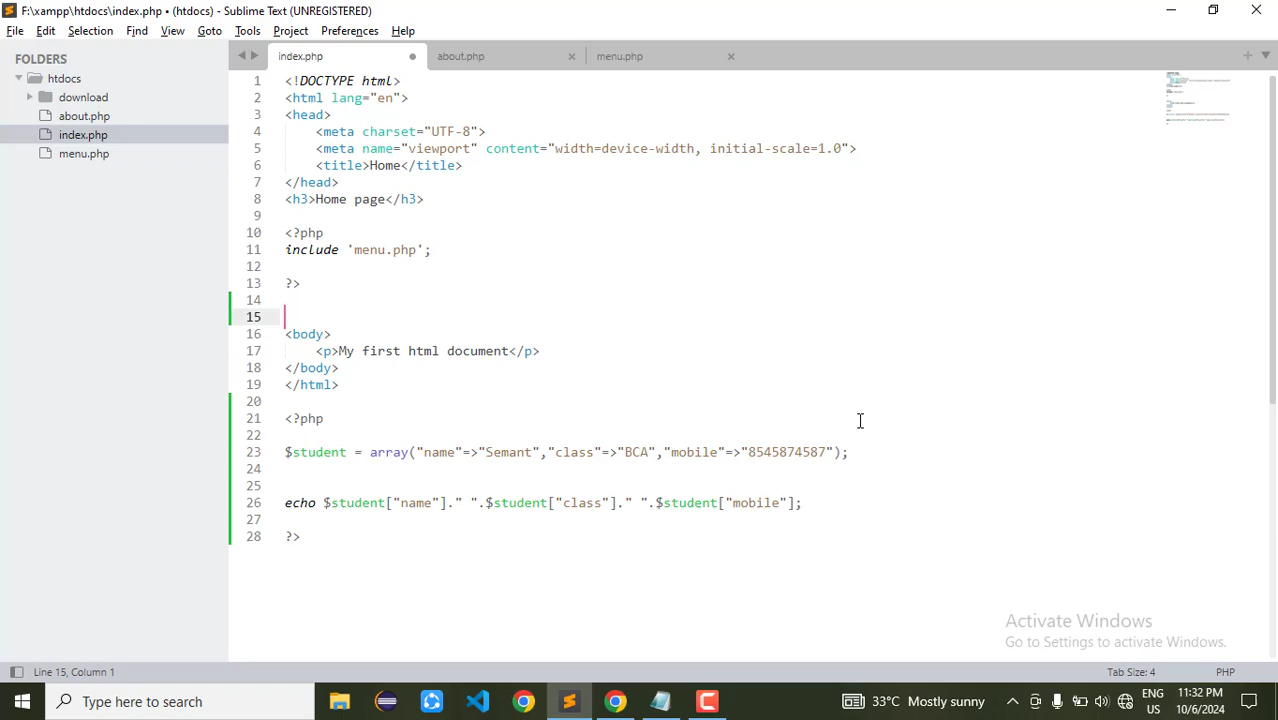 F:\xampp\htdocs\index.php • (htdocs) - Sublime Text (UNREGISTERED)
File Edit Selection Find View Goto Tools Project Preferences Help
FOLDERS
htdocs
download
about.php
index.php
menu.php
index.php about.php menu.php
1 <!DOCTYPE html>
2 <html lang="en">
3 <head>
4 <meta charset="UTF-8">
5 <meta name="viewport" content="width=device-width, initial-scale=1.0">
6 <title>Home</title>
7 </head>
8 <h3>Home page</h3>
9
10 <?php
11 include 'menu.php';
12
13 ?>
14
15
16 <body>
17 <p>My first html document</p>
18 </body>
19 </html>
20
21 <?php
22
23 $student = array("name"=>"Semant","class"=>"BCA","mobile"=>"8545874587");
24
25
26 echo $student["name"]." ".$student["class"]." ".$student["mobile"];
27
28 ?>
Activate Windows
Go to Settings to activate Windows.
Line 15, Column 1 Tab Size: 4 PHP
Type here to search
33°C Mostly sunny
ENG
US
11:32 PM
10/6/2024